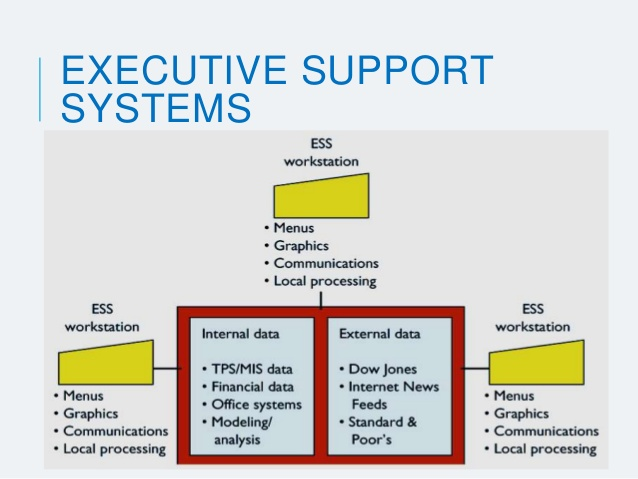 EXECUTIVE SUPPORT
SYSTEMS
ESS
workstation
• Menus
• Graphics
• Communications
• Local processing
ESS
workstation
• Menus
• Graphics
• Communications
• Local processing
Internal data
• TPS/MIS data
• Financial data
• Office systems
• Modeling/
analysis
External data
• Dow Jones
• Internet News
Feeds
• Standard &
Poor's
ESS
workstation
• Menus
• Graphics
• Communications
• Local processing